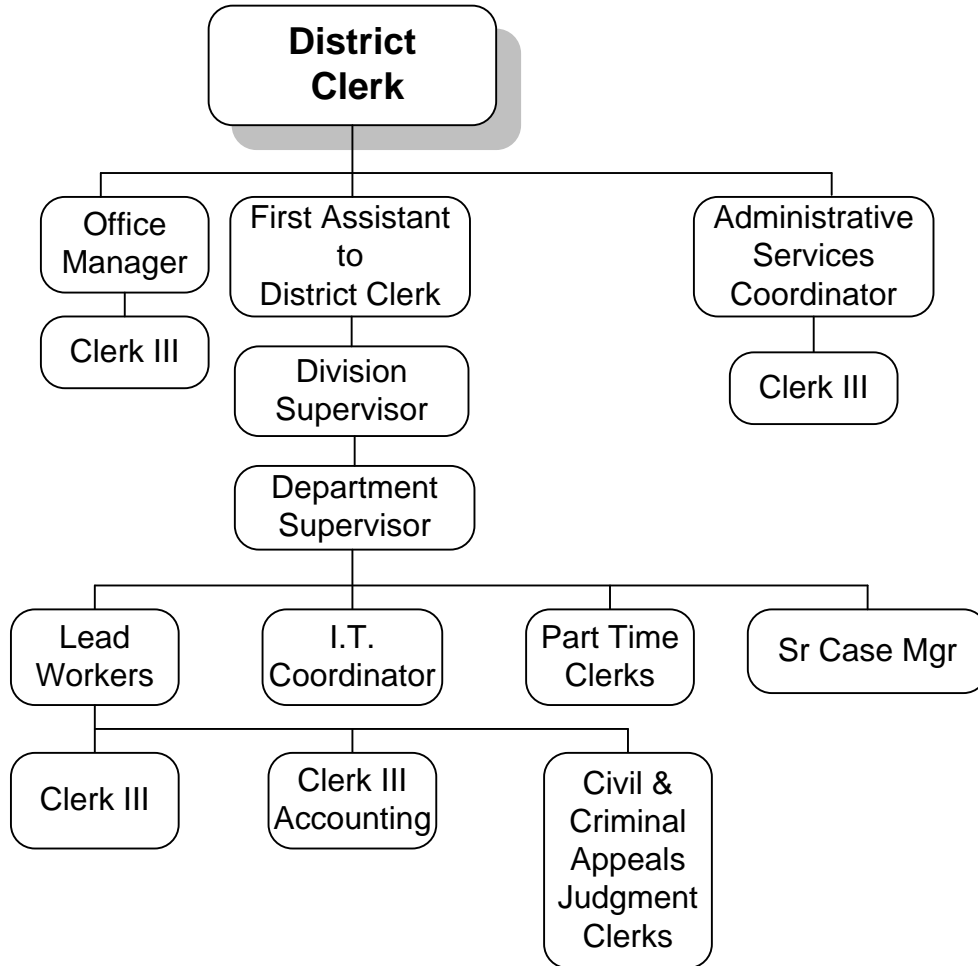 District
Clerk
Office
Manager
First Assistant
to
District Clerk
Administrative
Services
Coordinator
Clerk III
Division
Supervisor
Clerk III
Department
Supervisor
Lead
Workers
I.T.
Coordinator
Part Time
Clerks
Sr Case Mgr
Clerk III
Clerk III
Accounting
Civil &
Criminal
Appeals
Judgment
Clerks